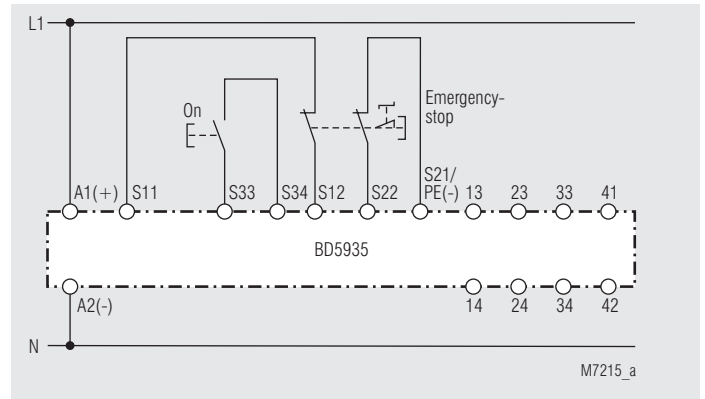 L1
On
Emergency-
stop
S21/
A1(+) S11 S33 S34 S12 S22 PE(-) 13 23 33 41
BD5935
A2(-) 14 24 34 42
N
M7215_a